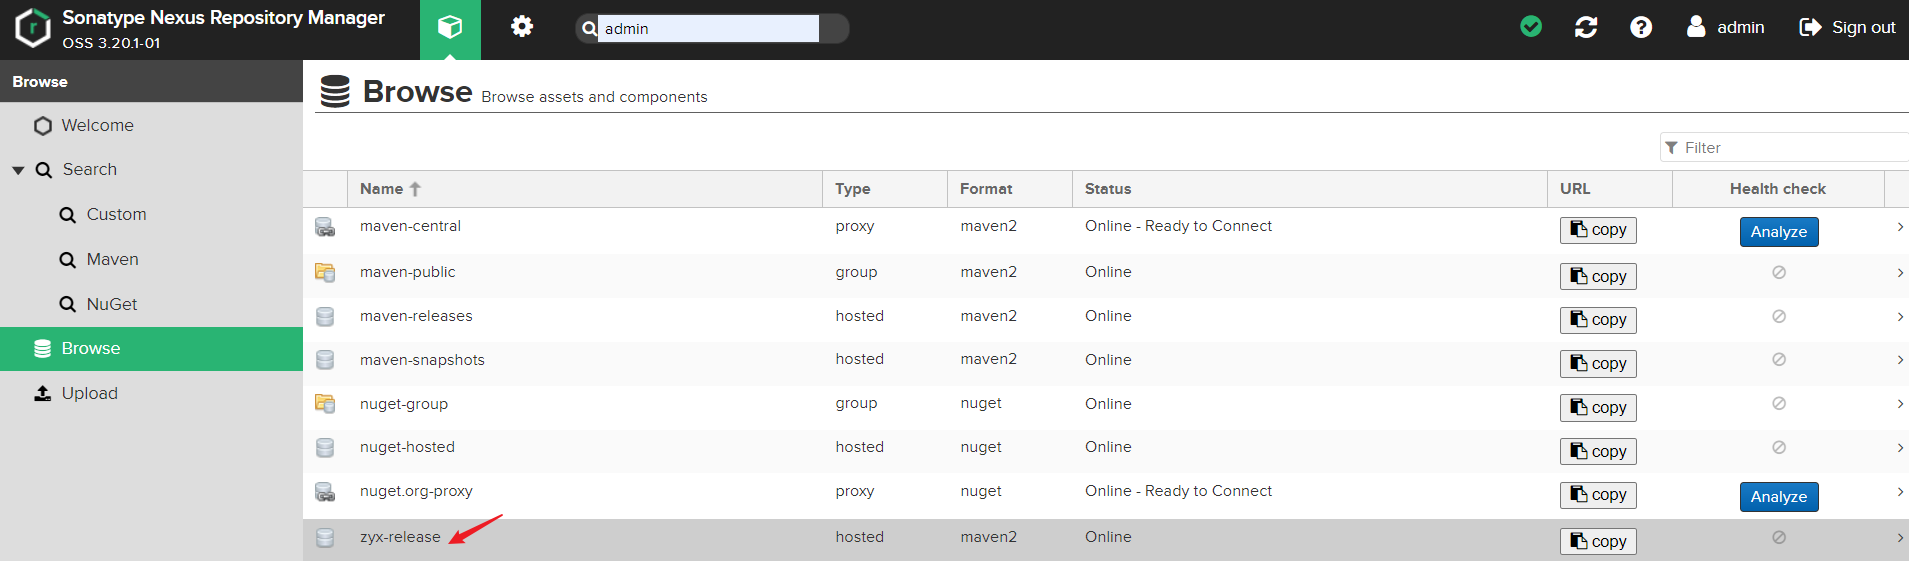 Sonatype Nexus Repository Manager
OSS 3.20.1-01
admin
admin
Sign out
Browse
Welcome
Search
Custom
Maven
NuGet
Browse
Upload
Browse Browse assets and components
Filter
Name Type Format Status URL Health check
maven-central proxy maven2 Online - Ready to Connect copy Analyze
maven-public group maven2 Online copy
maven-releases hosted maven2 Online copy
maven-snapshots hosted maven2 Online copy
nuget-group group nuget Online copy
nuget-hosted hosted nuget Online copy
nuget.org-proxy proxy nuget Online - Ready to Connect copy Analyze
zyx-release hosted maven2 Online copy